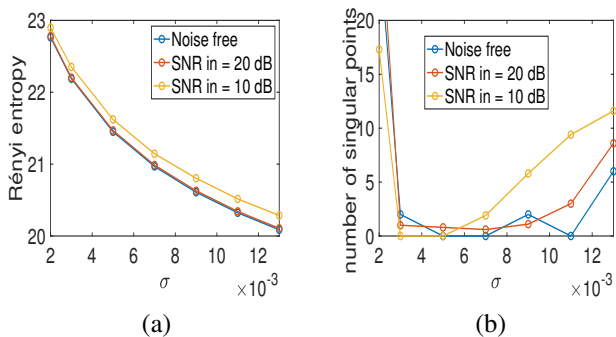 23
22
21
20
Rényi entropy
Noise free
SNR in = 20 dB
SNR in = 10 dB
2 4 6 8 10 12
σ
×10⁻³
(a)
20
15
10
5
0
number of singular points
Noise free
SNR in = 20 dB
SNR in = 10 dB
2 4 6 8 10 12
σ
×10⁻³
(b)